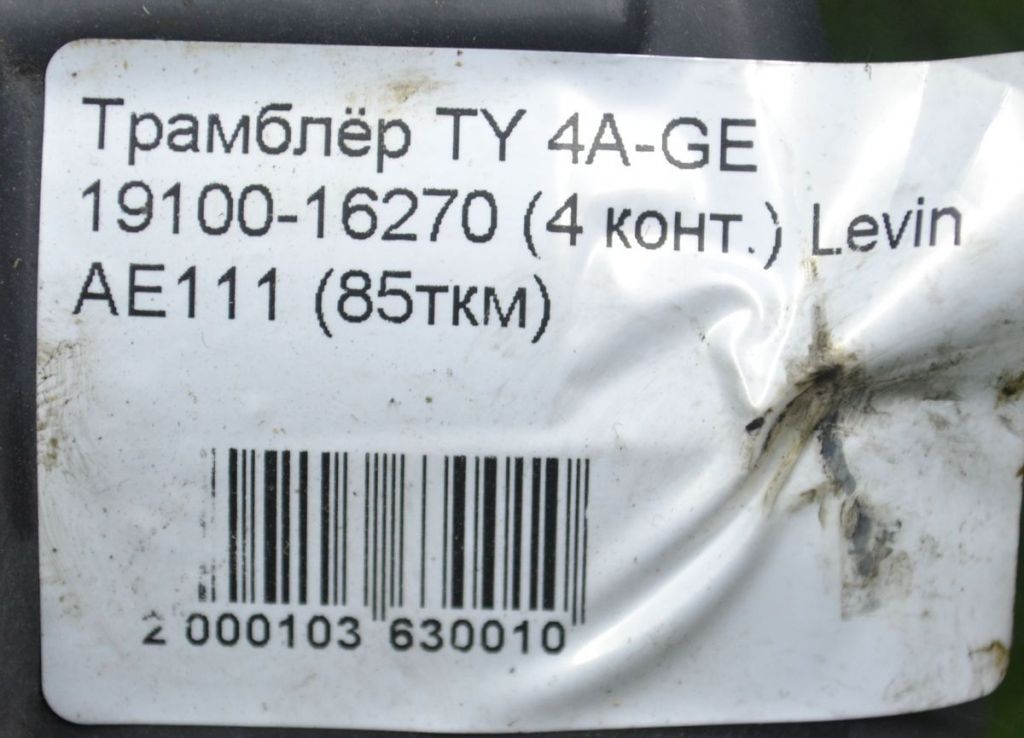 Трамблёр TY 4A-GE
19100-16270 (4 конт.) Levin
AE111 (85ткм)
2 000103 630010